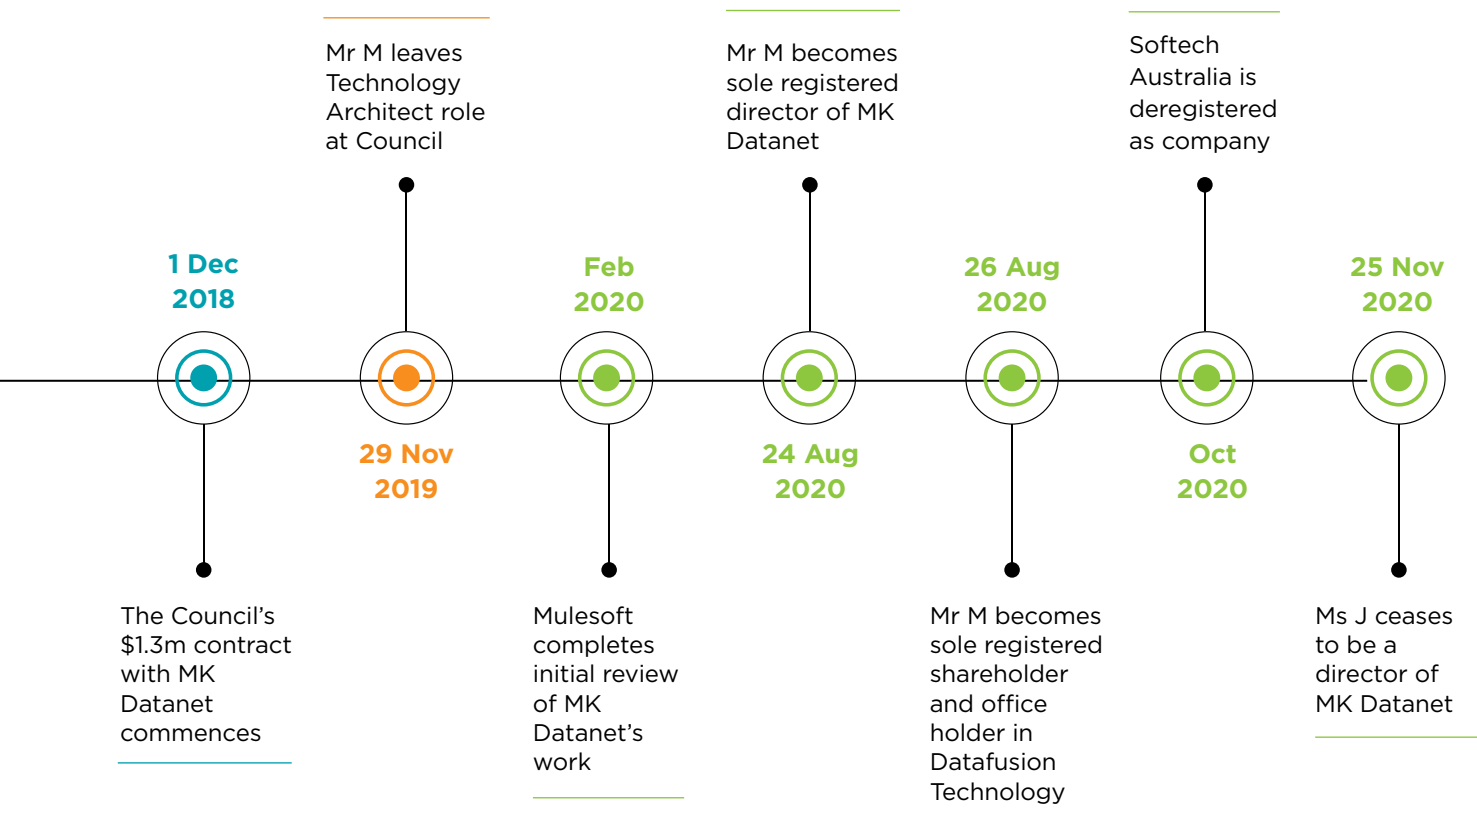 1 Dec
2018
The Council’s
$1.3m contract
with MK
Datanet
commences
Mr M leaves
Technology
Architect role
at Council
29 Nov
2019
Feb
2020
Mulesoft
completes
initial review
of MK
Datanet’s
work
Mr M becomes
sole registered
director of MK
Datanet
24 Aug
2020
26 Aug
2020
Mr M becomes
sole registered
shareholder
and office
holder in
Datafusion
Technology
Softech
Australia is
deregistered
as company
Oct
2020
25 Nov
2020
Ms J ceases
to be a
director of
MK Datanet